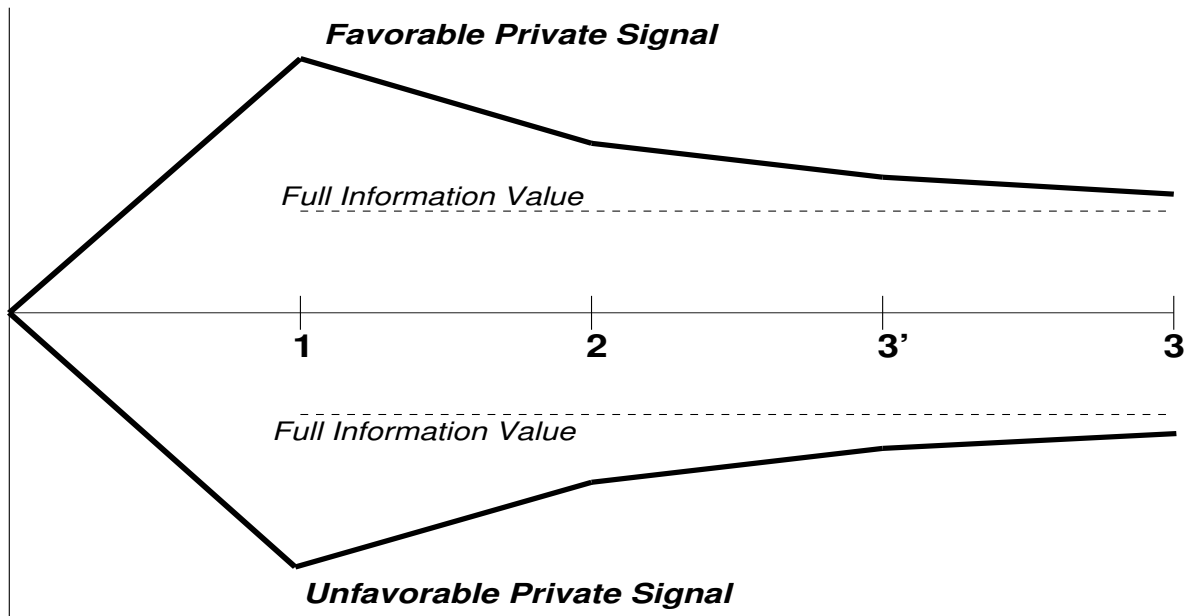 Favorable Private Signal
Full Information Value
1 2 3’ 3
Full Information Value
Unfavorable Private Signal